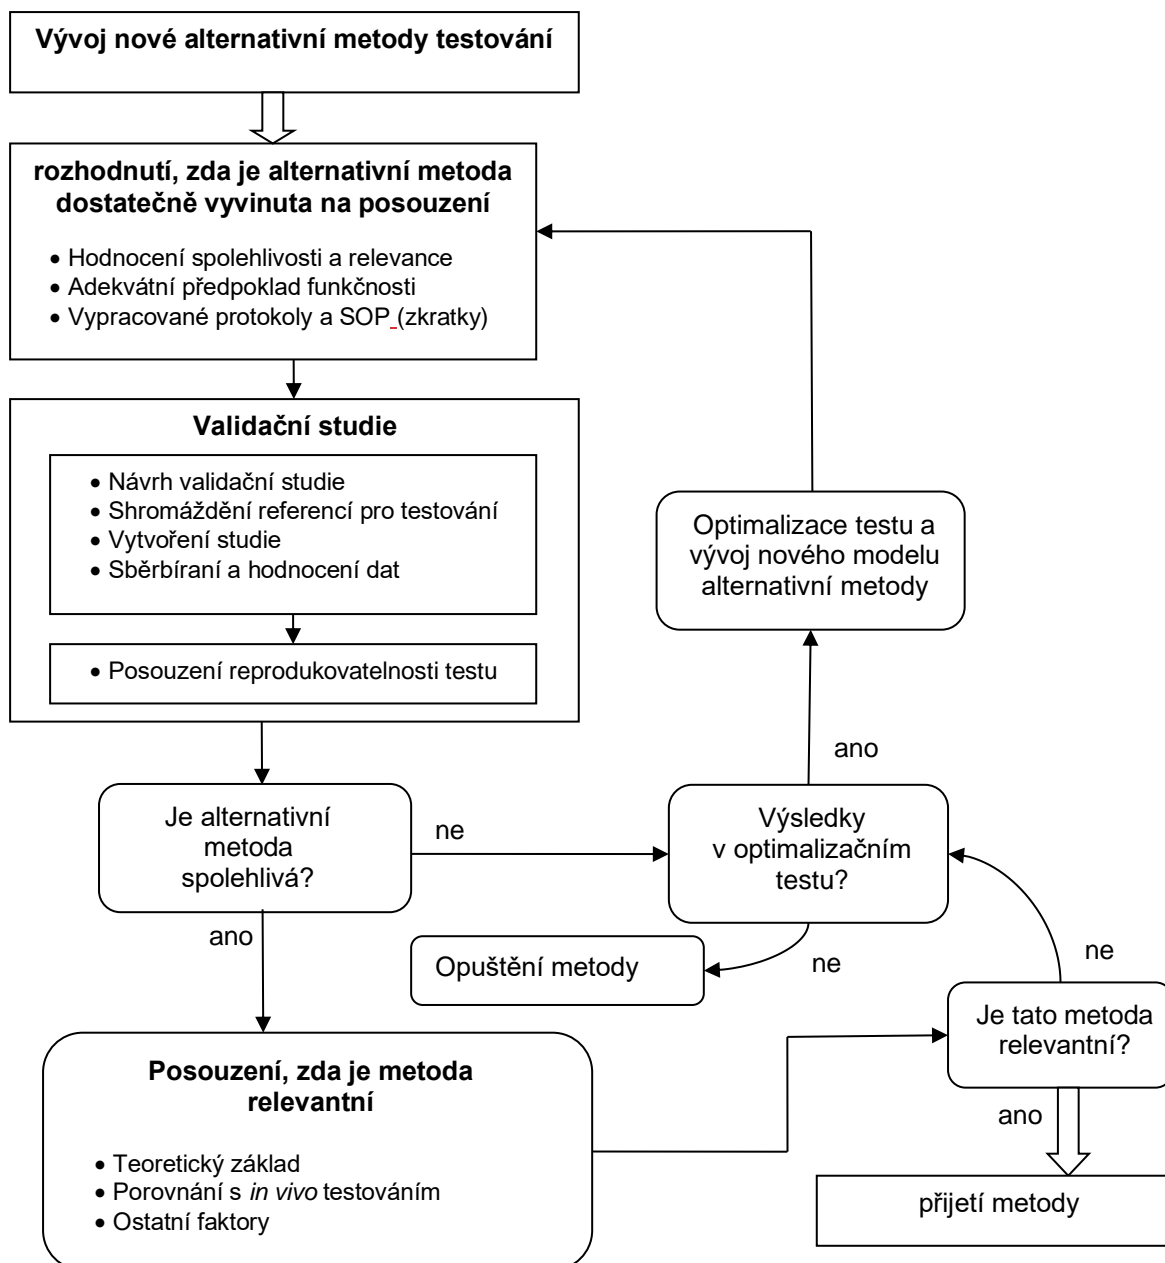 Vývoj nové alternativní metody testování
rozhodnutí, zda je alternativní metoda
dostatečně vyvinuta na posouzení
• Hodnocení spolehlivosti a relevance
• Adekvátní předpoklad funkčnosti
• Vypracované protokoly a SOP (zkratky)
Validační studie
• Návrh validační studie
• Shromáždění referencí pro testování
• Vytvoření studie
• Sběrbíraní a hodnocení dat
• Posouzení reprodukovatelnosti testu
Optimalizace testu a
vývoj nového modelu
alternativní metody
ano
Je alternativní
metoda
spolehlivá?
ne
Výsledky
v optimalizačním
testu?
ano
Opuštění metody
ne
ne
Je tato metoda
relevantní?
ano
Posouzení, zda je metoda
relevantní
• Teoretický základ
• Porovnání s in vivo testováním
• Ostatní faktory
přijetí metody